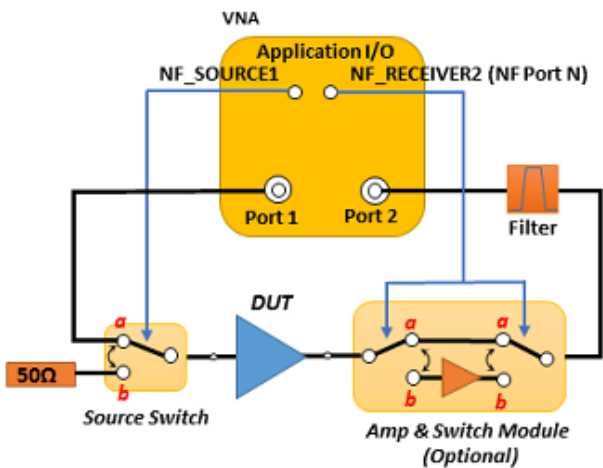 VNA
Application I/O
NF_SOURCE1
NF_RECEIVER2 (NF Port N)
Port 1
Port 2
Filter
DUT
a
a
a
50Ω
b
b
b
Source Switch
Amp & Switch Module
(Optional)